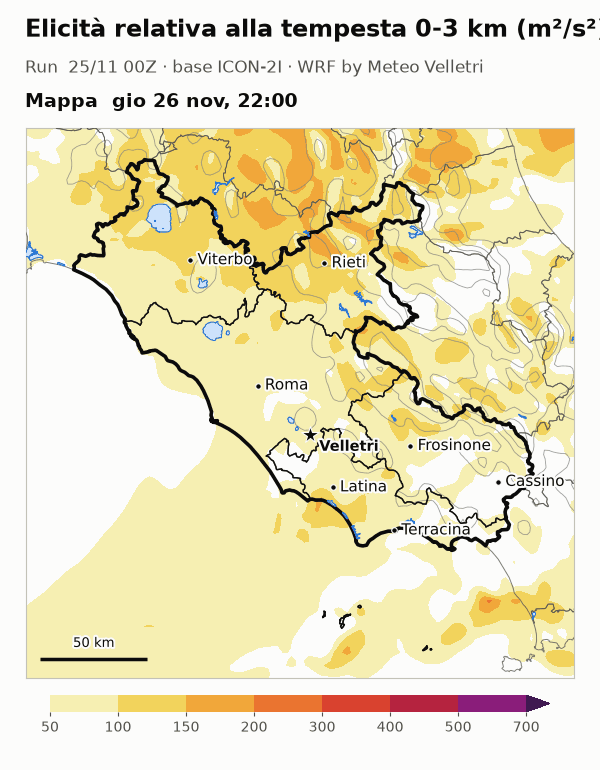 Elicità relativa alla tempesta 0-3 km (m²/s²)
Run 25/11 00Z · base ICON-2I · WRF by Meteo Velletri
Mappa gio 26 nov, 22:00
Viterbo
Rieti
Roma
Velletri
Frosinone
Cassino
Latina
Terracina
50 km
50 100 150 200 300 400 500 700